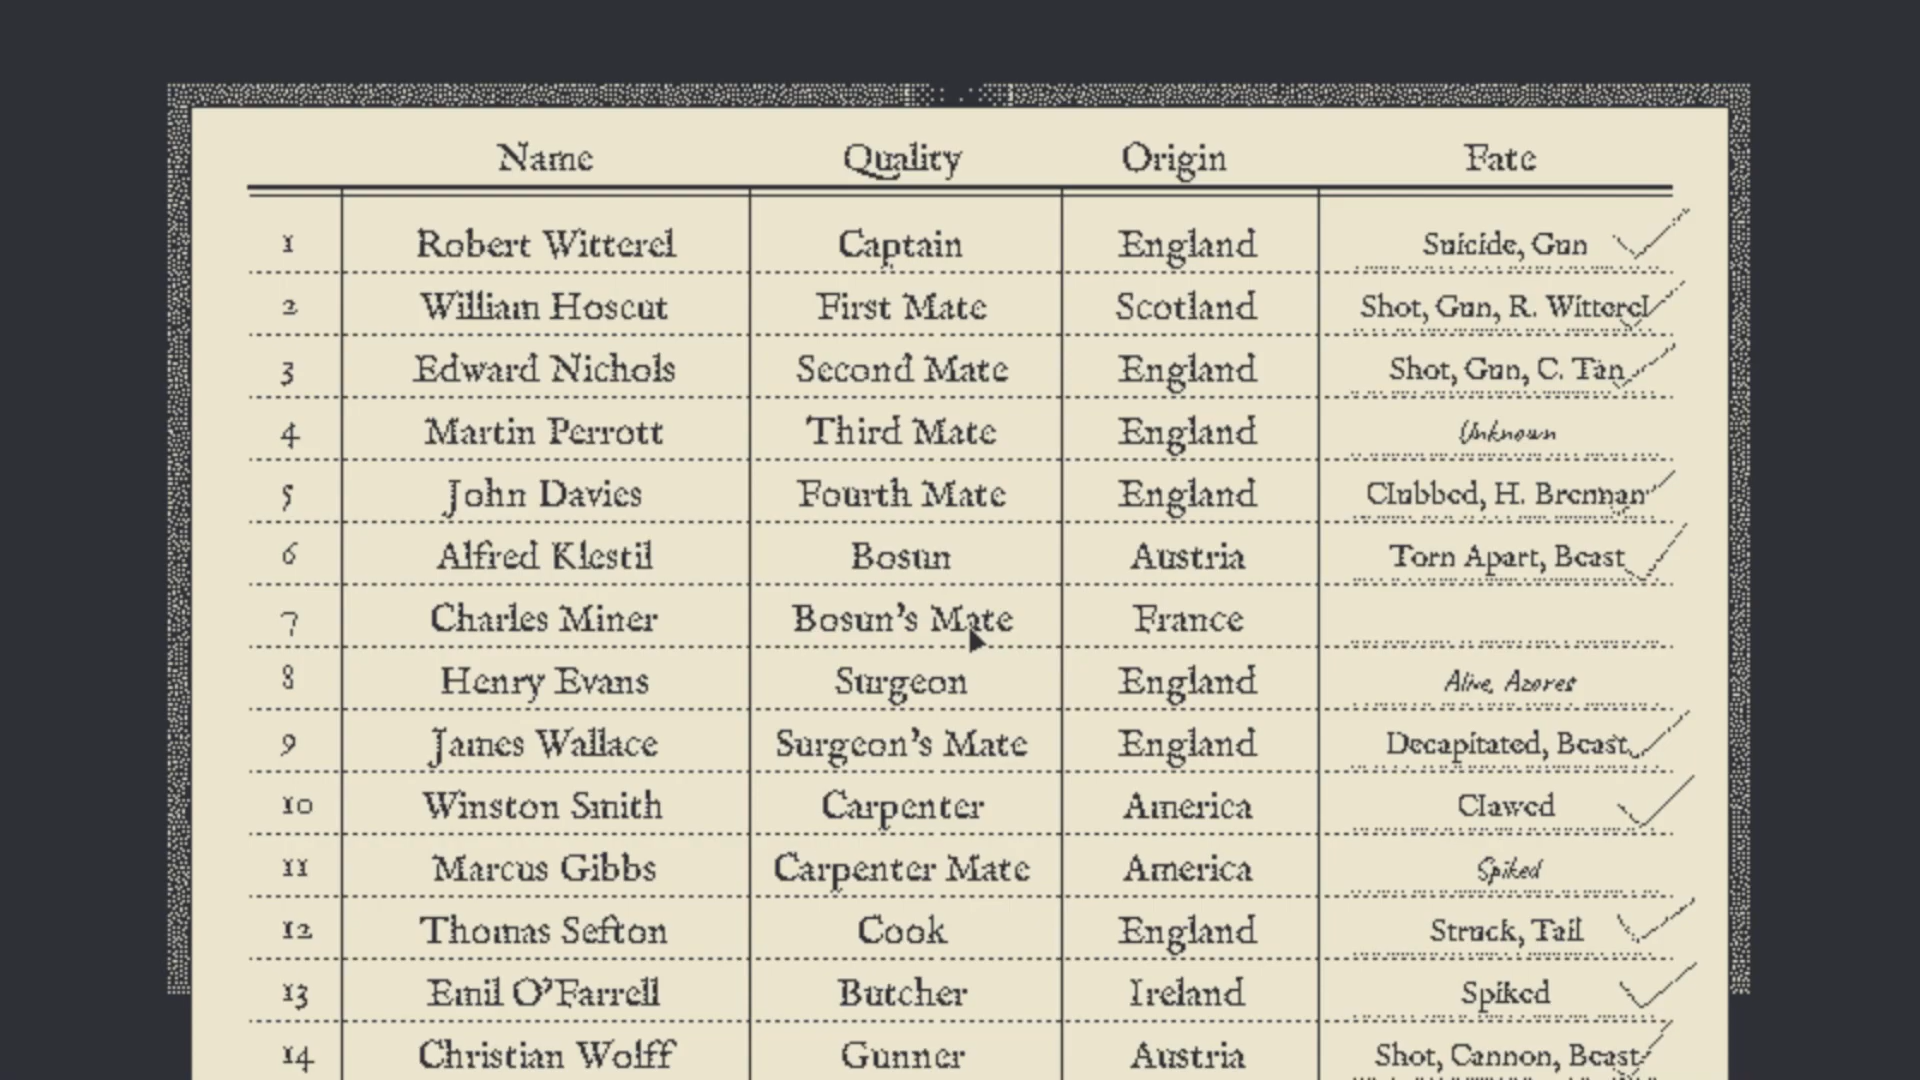 Name Quality Origin Fate
1 Robert Witterel Captain England Suicide, Gun
2 William Hoscut First Mate Scotland Shot, Gun, R. Witterel
3 Edward Nichols Second Mate England Shot, Gun, C. Tan
4 Martin Perrott Third Mate England Unknown
5 John Davies Fourth Mate England Clubbed, H. Brennan
6 Alfred Klestil Bosun Austria Torn Apart, Beast
7 Charles Miner Bosun's Mate France
8 Henry Evans Surgeon England Alive, Azores
9 James Wallace Surgeon's Mate England Decapitated, Beast
10 Winston Smith Carpenter America Clawed
11 Marcus Gibbs Carpenter Mate America Spiked
12 Thomas Sefton Cook England Struck, Tail
13 Emil O'Farrell Butcher Ireland Spiked
14 Christian Wolff Gunner Austria Shot, Cannon, Beast